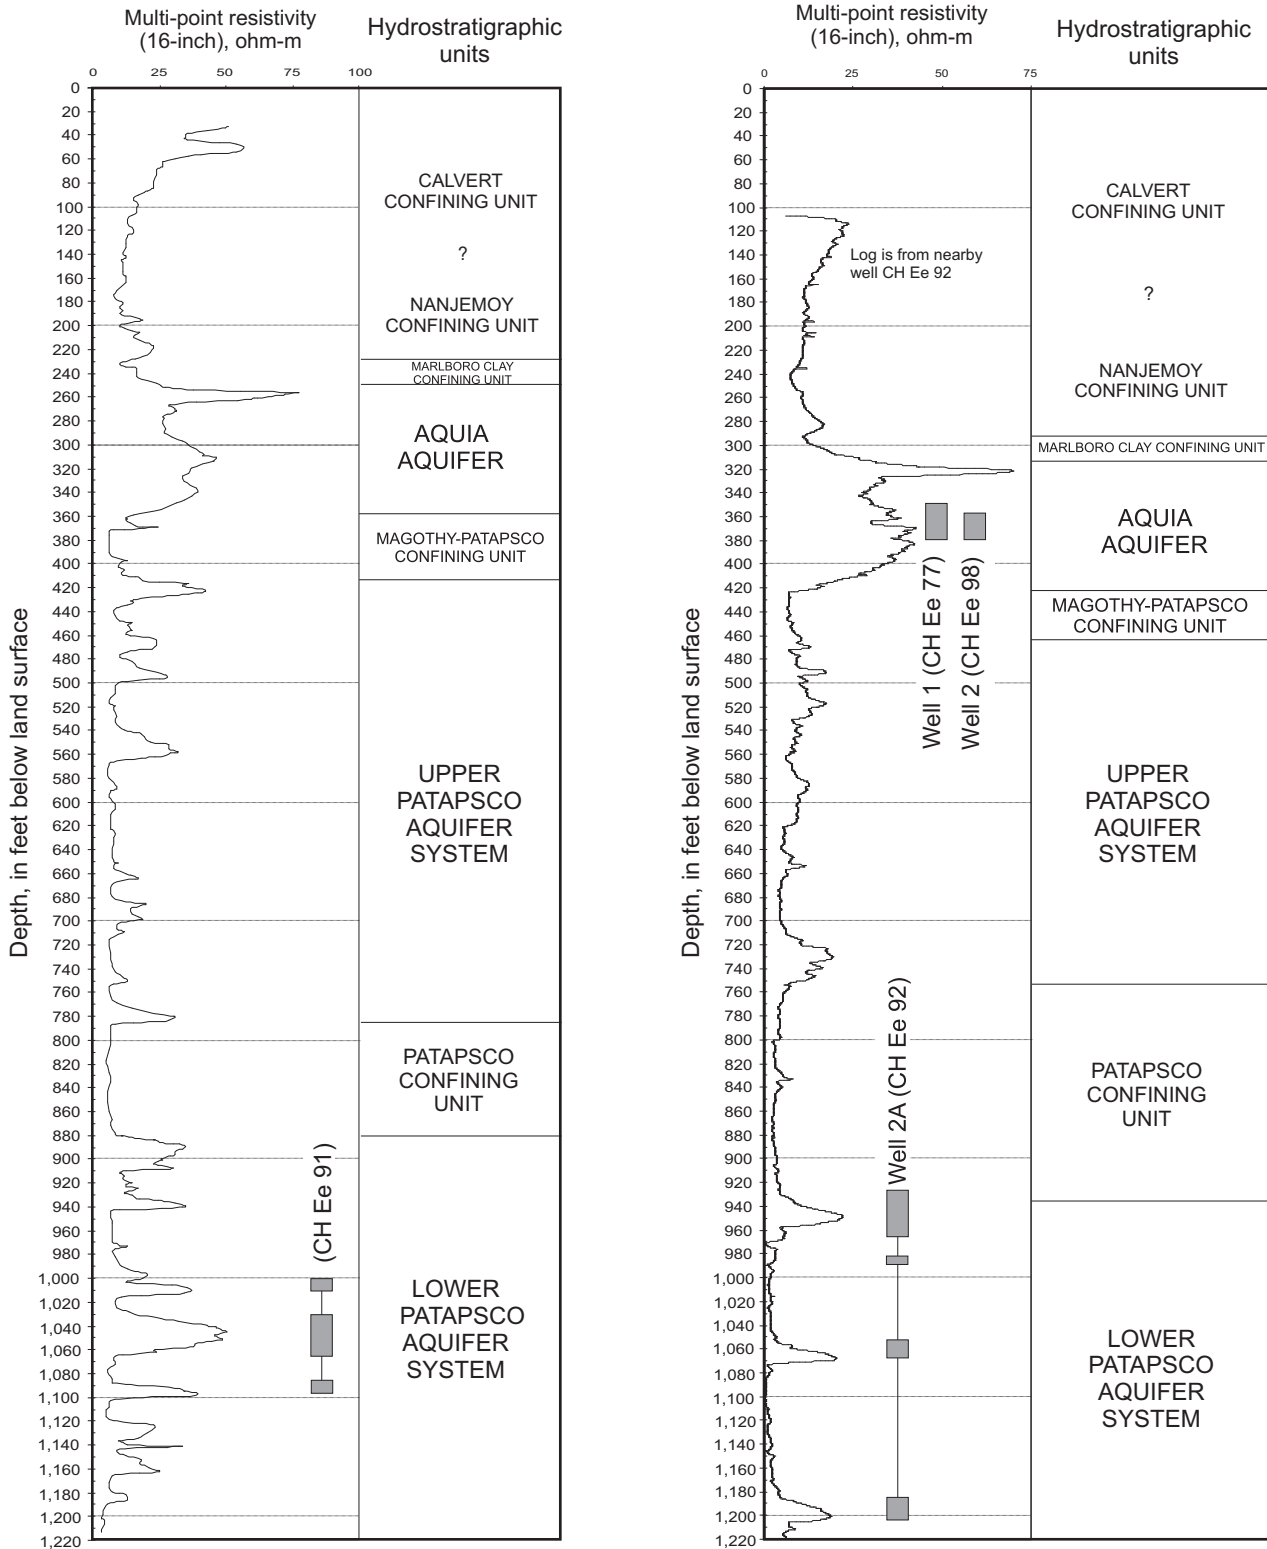 Multi-point resistivity
(16-inch), ohm-m
Hydrostratigraphic
units
0 25 50 75 100
0
20
40
60
80
100
120
140
160
180
200
220
240
260
280
300
320
340
360
380
400
420
440
460
480
500
520
540
560
580
600
620
640
660
680
700
720
740
760
780
800
820
840
860
880
900
920
940
960
980
1,000
1,020
1,040
1,060
1,080
1,100
1,120
1,140
1,160
1,180
1,200
1,220
Depth, in feet below land surface
(CH Ee 91)
CALVERT
CONFINING UNIT
?
NANJEMOY
CONFINING UNIT
MARLBORO CLAY
CONFINING UNIT
AQUIA
AQUIFER
MAGOTHY-PATAPSCO
CONFINING UNIT
UPPER
PATAPSCO
AQUIFER
SYSTEM
PATAPSCO
CONFINING
UNIT
LOWER
PATAPSCO
AQUIFER
SYSTEM
Multi-point resistivity
(16-inch), ohm-m
Hydrostratigraphic
units
0 25 50 75
0
20
40
60
80
100
120
140
160
180
200
220
240
260
280
300
320
340
360
380
400
420
440
460
480
500
520
540
560
580
600
620
640
660
680
700
720
740
760
780
800
820
840
860
880
900
920
940
960
980
1,000
1,020
1,040
1,060
1,080
1,100
1,120
1,140
1,160
1,180
1,200
1,220
Depth, in feet below land surface
Log is from nearby
well CH Ee 92
Well 1 (CH Ee 77)
Well 2 (CH Ee 98)
Well 2A (CH Ee 92)
CALVERT
CONFINING UNIT
?
NANJEMOY
CONFINING UNIT
MARLBORO CLAY CONFINING UNIT
AQUIA
AQUIFER
MAGOTHY-PATAPSCO
CONFINING UNIT
UPPER
PATAPSCO
AQUIFER
SYSTEM
PATAPSCO
CONFINING
UNIT
LOWER
PATAPSCO
AQUIFER
SYSTEM